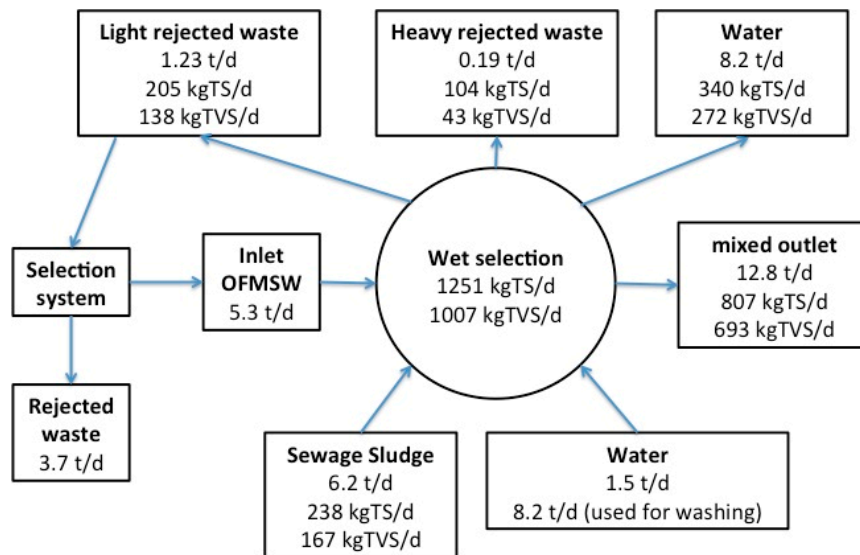 Light rejected waste
1.23 t/d
205 kgTS/d
138 kgTVS/d
Heavy rejected waste
0.19 t/d
104 kgTS/d
43 kgTVS/d
Water
8.2 t/d
340 kgTS/d
272 kgTVS/d
Selection
system
Inlet
OFMSW
5.3 t/d
Wet selection
1251 kgTS/d
1007 kgTVS/d
mixed outlet
12.8 t/d
807 kgTS/d
693 kgTVS/d
Rejected
waste
3.7 t/d
Sewage Sludge
6.2 t/d
238 kgTS/d
167 kgTVS/d
Water
1.5 t/d
8.2 t/d (used for washing)